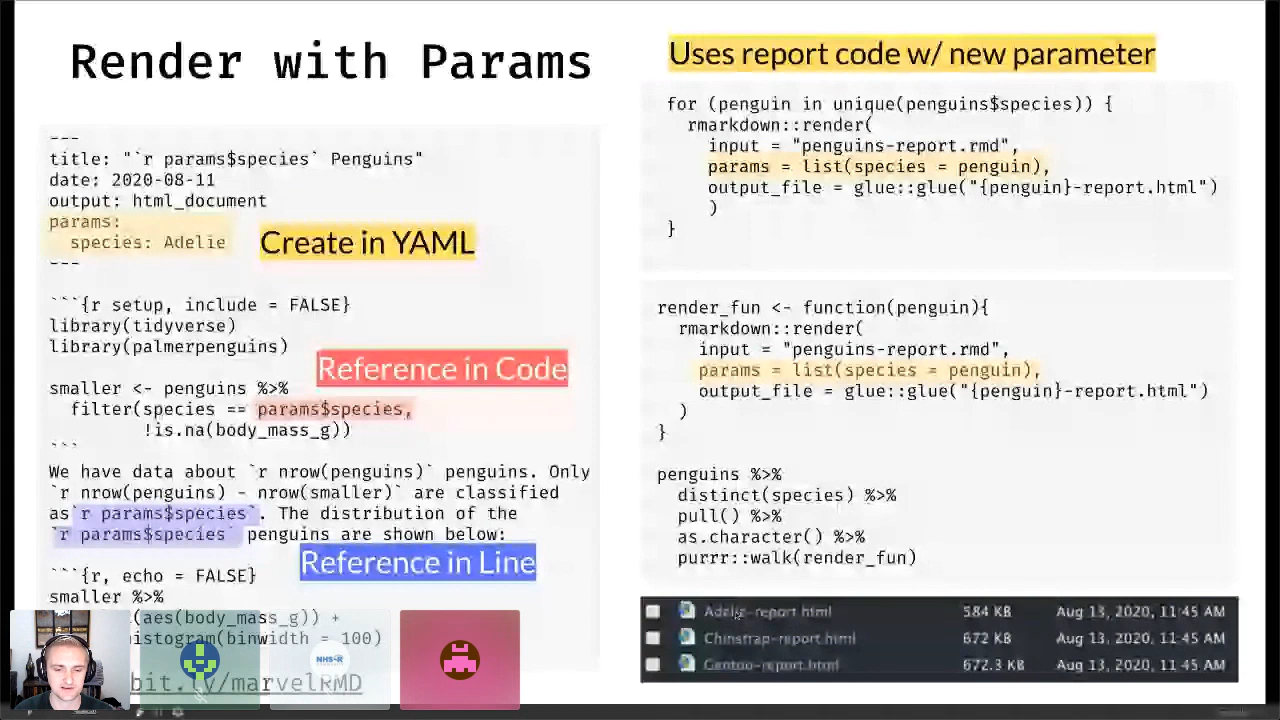 Render with Params
---
title: "`r params$species` Penguins"
date: 2020-08-11
output: html_document
params:
  species: Adelie
---
Create in YAML
```{r setup, include = FALSE}
library(tidyverse)
library(palmerpenguins)
Reference in Code
smaller <- penguins %>%
  filter(species == params$species,
         !is.na(body_mass_g))
```
We have data about `r nrow(penguins)` penguins. Only
`r nrow(penguins) - nrow(smaller)` are classified
as`r params$species`. The distribution of the
`r params$species` penguins are shown below:
Reference in Line
```{r, echo = FALSE}
smaller %>%
(aes(body_mass_g)) +
histogram(binwidth = 100)
bit.ly/marvelRMD
NHS-R
Uses report code w/ new parameter
for (penguin in unique(penguins$species)) {
  rmarkdown::render(
    input = "penguins-report.rmd",
    params = list(species = penguin),
    output_file = glue::glue("{penguin}-report.html")
    )
}
render_fun <- function(penguin){
  rmarkdown::render(
    input = "penguins-report.rmd",
    params = list(species = penguin),
    output_file = glue::glue("{penguin}-report.html")
  )
}
penguins %>%
  distinct(species) %>%
  pull() %>%
  as.character() %>%
  purrr::walk(render_fun)
Adelie-report.html 584 KB Aug 13, 2020, 11:45 AM
Chinstrap-report.html 672 KB Aug 13, 2020, 11:45 AM
Gentoo-report.html 672.3 KB Aug 13, 2020, 11:45 AM